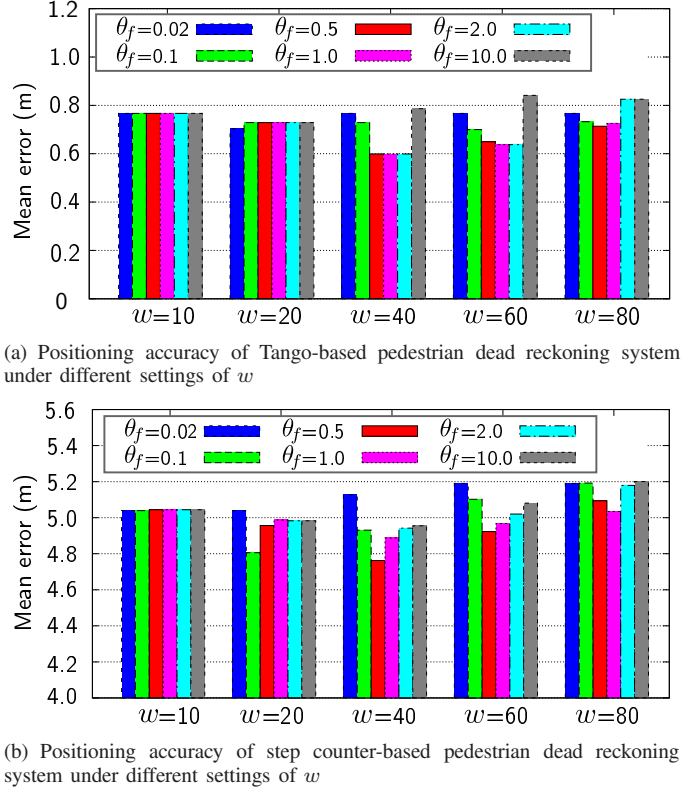 1.2
1.0
0.8
0.6
0.4
0.2
0
Mean error (m)
θf=0.02 θf=0.5 θf=2.0
θf=0.1 θf=1.0 θf=10.0
w=10 w=20 w=40 w=60 w=80
(a) Positioning accuracy of Tango-based pedestrian dead reckoning system
under different settings of w
5.6
5.4
5.2
5.0
4.8
4.6
4.4
4.2
4.0
Mean error (m)
θf=0.02 θf=0.5 θf=2.0
θf=0.1 θf=1.0 θf=10.0
w=10 w=20 w=40 w=60 w=80
(b) Positioning accuracy of step counter-based pedestrian dead reckoning
system under different settings of w